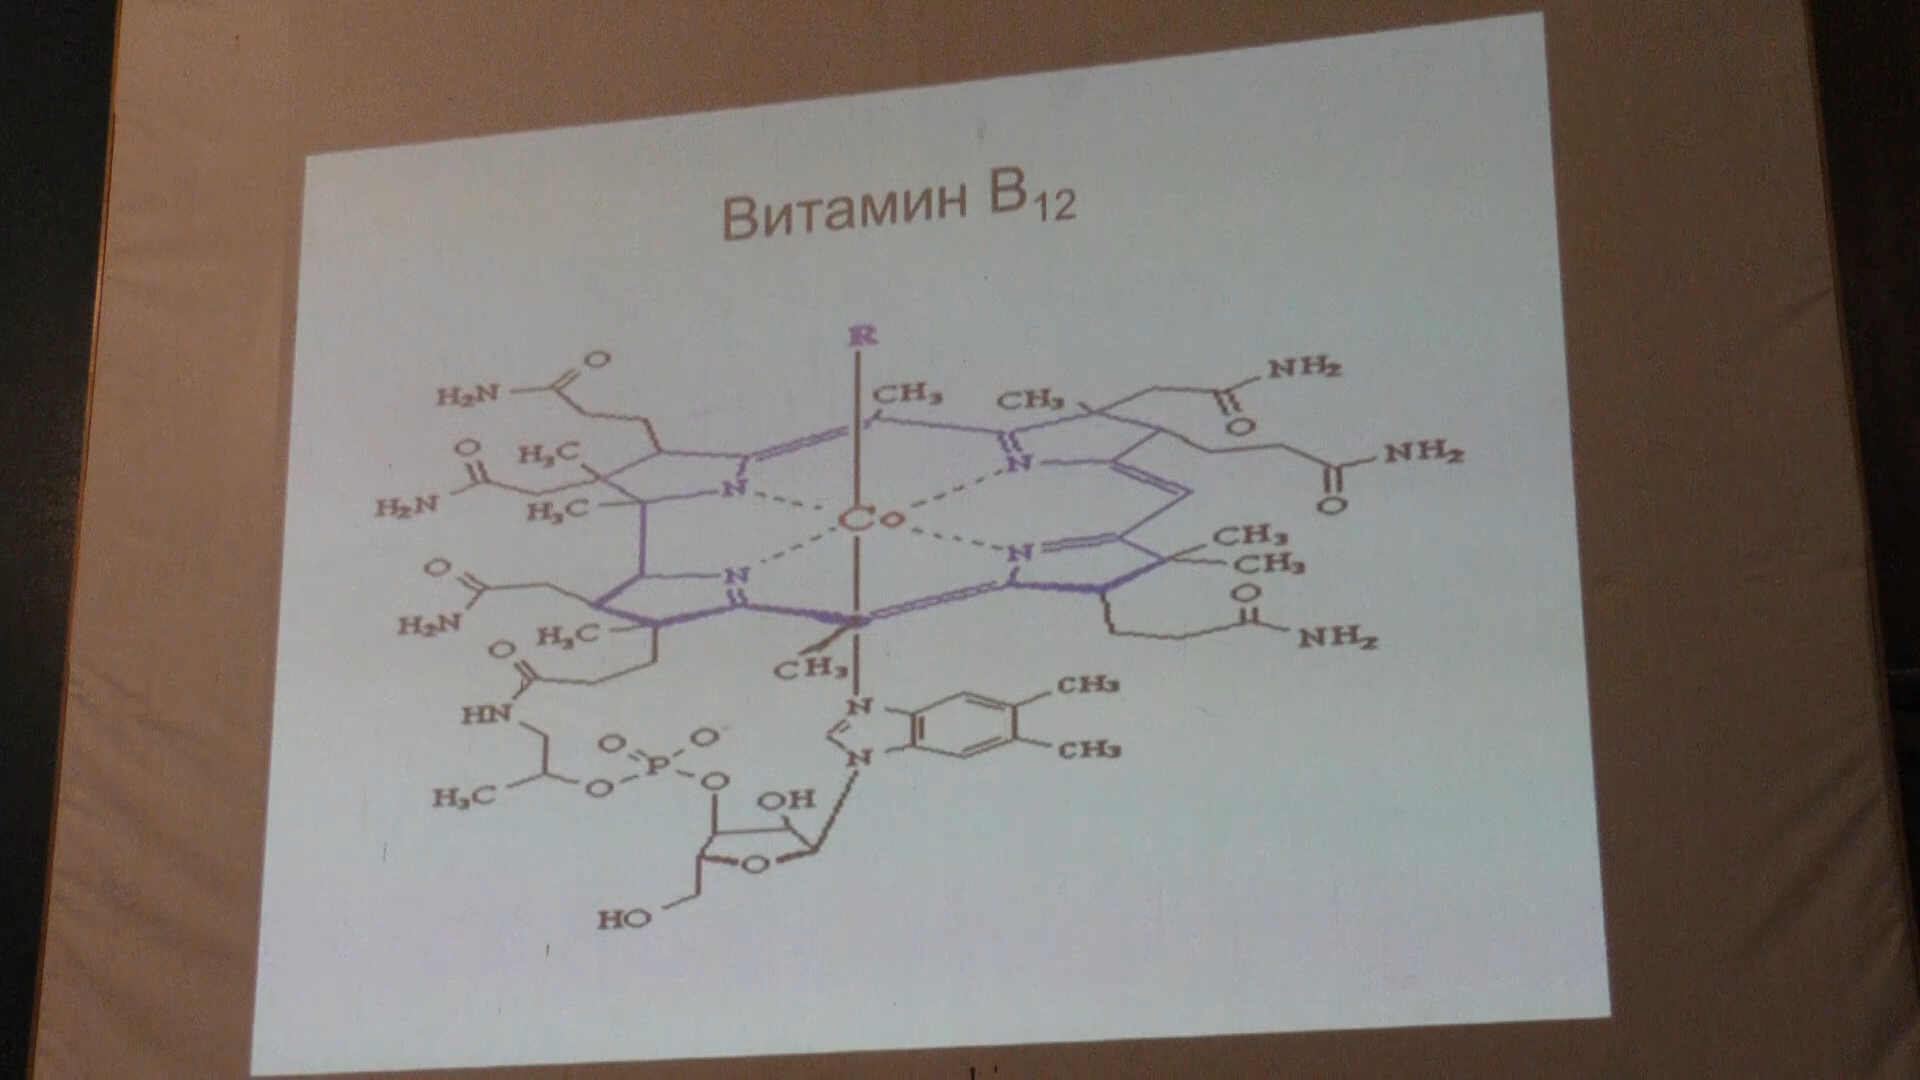 Витамин B₁₂
R
O
H₂N
CH₃
CH₃
NH₂
O
O
H₃C
NH₂
H₂N
H₃C
N
N
O
Co
CH₃
CH₃
O
N
N
O
H₂N
H₃C
NH₂
O
CH₃
HN
N
CH₃
O
O⁻
P
N
CH₃
H₃C
O
O
OH
O
HO